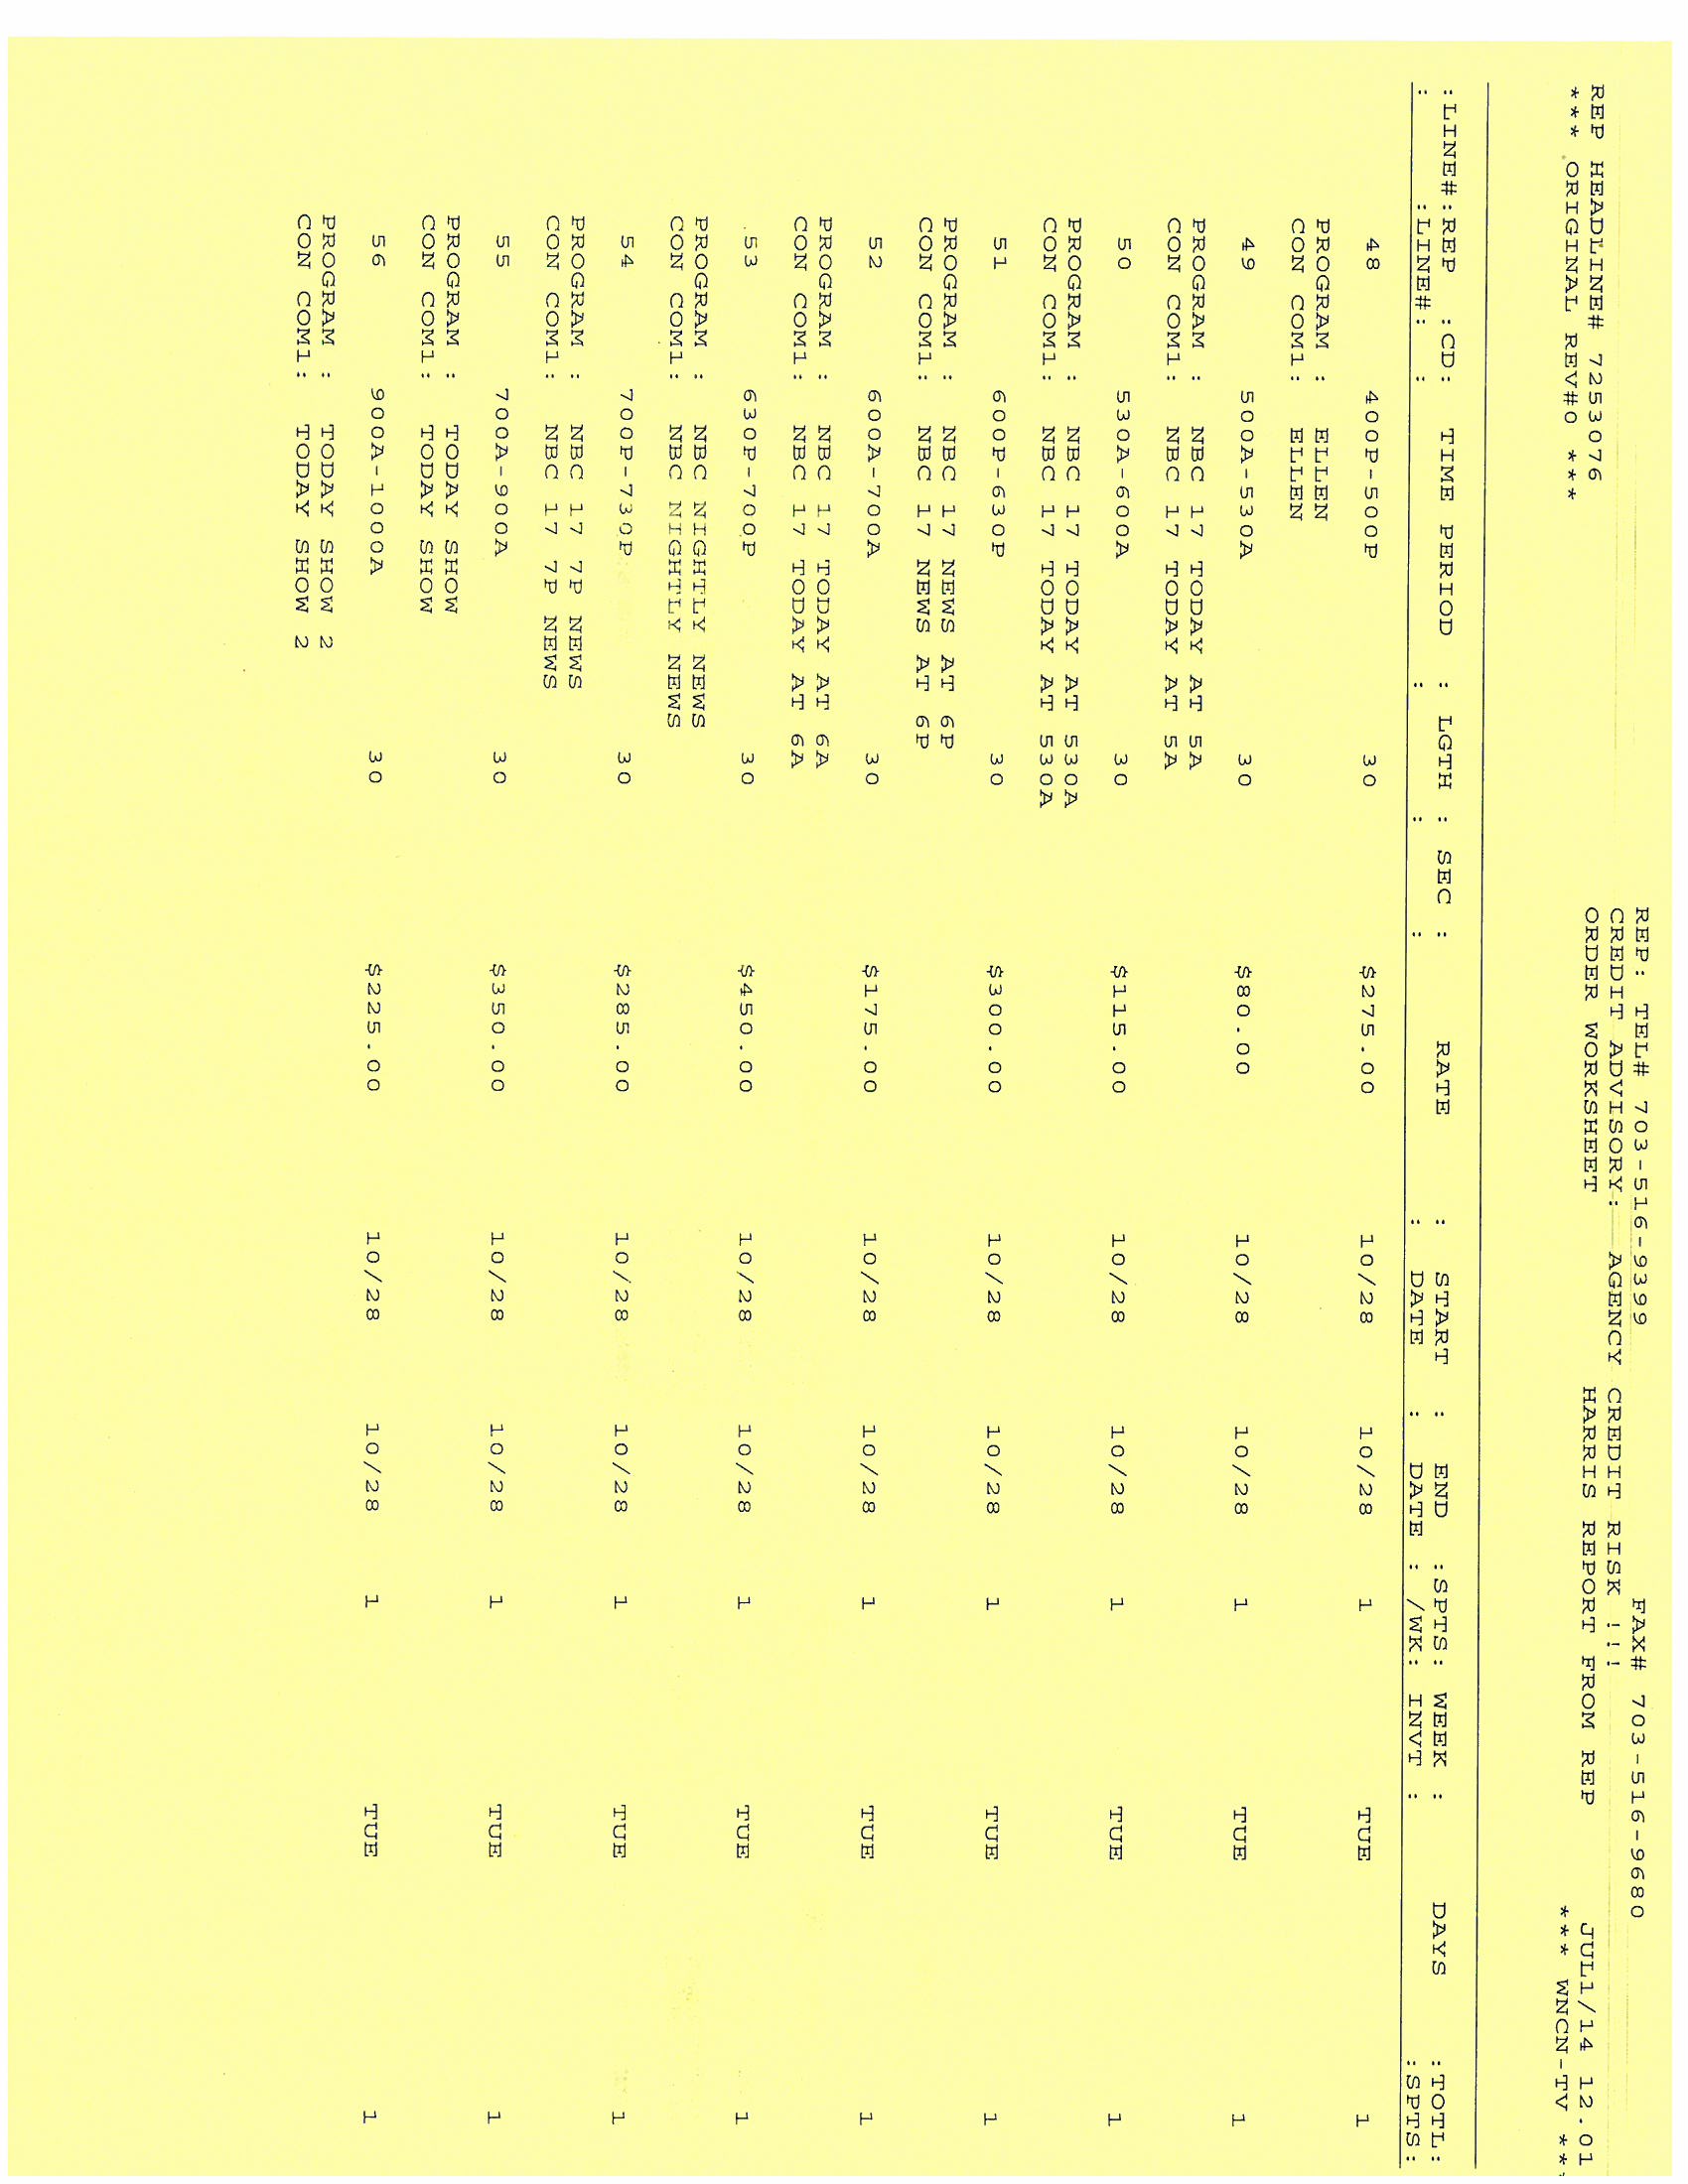 REP: TEL# 703-516-9399 FAX# 703-516-9680
CREDIT ADVISORY: AGENCY CREDIT RISK !!!
REP HEADLINE# 7253076 ORDER WORKSHEET HARRIS REPORT FROM REP JUL1/14 12.01
*** ORIGINAL REV#0 *** *** WNCN-TV ***
:LINE#:REP :CD: TIME PERIOD : LGTH : SEC : RATE : START : END :SPTS: WEEK : DAYS :TOTL:
: :LINE#: : : : : : DATE : DATE : /WK: INVT : :SPTS:
48 400P-500P 30 $275.00 10/28 10/28 1 TUE 1
PROGRAM : ELLEN
CON COM1: ELLEN
49 500A-530A 30 $80.00 10/28 10/28 1 TUE 1
PROGRAM : NBC 17 TODAY AT 5A
CON COM1: NBC 17 TODAY AT 5A
50 530A-600A 30 $115.00 10/28 10/28 1 TUE 1
PROGRAM : NBC 17 TODAY AT 530A
CON COM1: NBC 17 TODAY AT 530A
51 600P-630P 30 $300.00 10/28 10/28 1 TUE 1
PROGRAM : NBC 17 NEWS AT 6P
CON COM1: NBC 17 NEWS AT 6P
52 600A-700A 30 $175.00 10/28 10/28 1 TUE 1
PROGRAM : NBC 17 TODAY AT 6A
CON COM1: NBC 17 TODAY AT 6A
53 630P-700P 30 $450.00 10/28 10/28 1 TUE 1
PROGRAM : NBC NIGHTLY NEWS
CON COM1: NBC NIGHTLY NEWS
54 700P-730P 30 $285.00 10/28 10/28 1 TUE 1
PROGRAM : NBC 17 7P NEWS
CON COM1: NBC 17 7P NEWS
55 700A-900A 30 $350.00 10/28 10/28 1 TUE 1
PROGRAM : TODAY SHOW
CON COM1: TODAY SHOW
56 900A-1000A 30 $225.00 10/28 10/28 1 TUE 1
PROGRAM : TODAY SHOW 2
CON COM1: TODAY SHOW 2